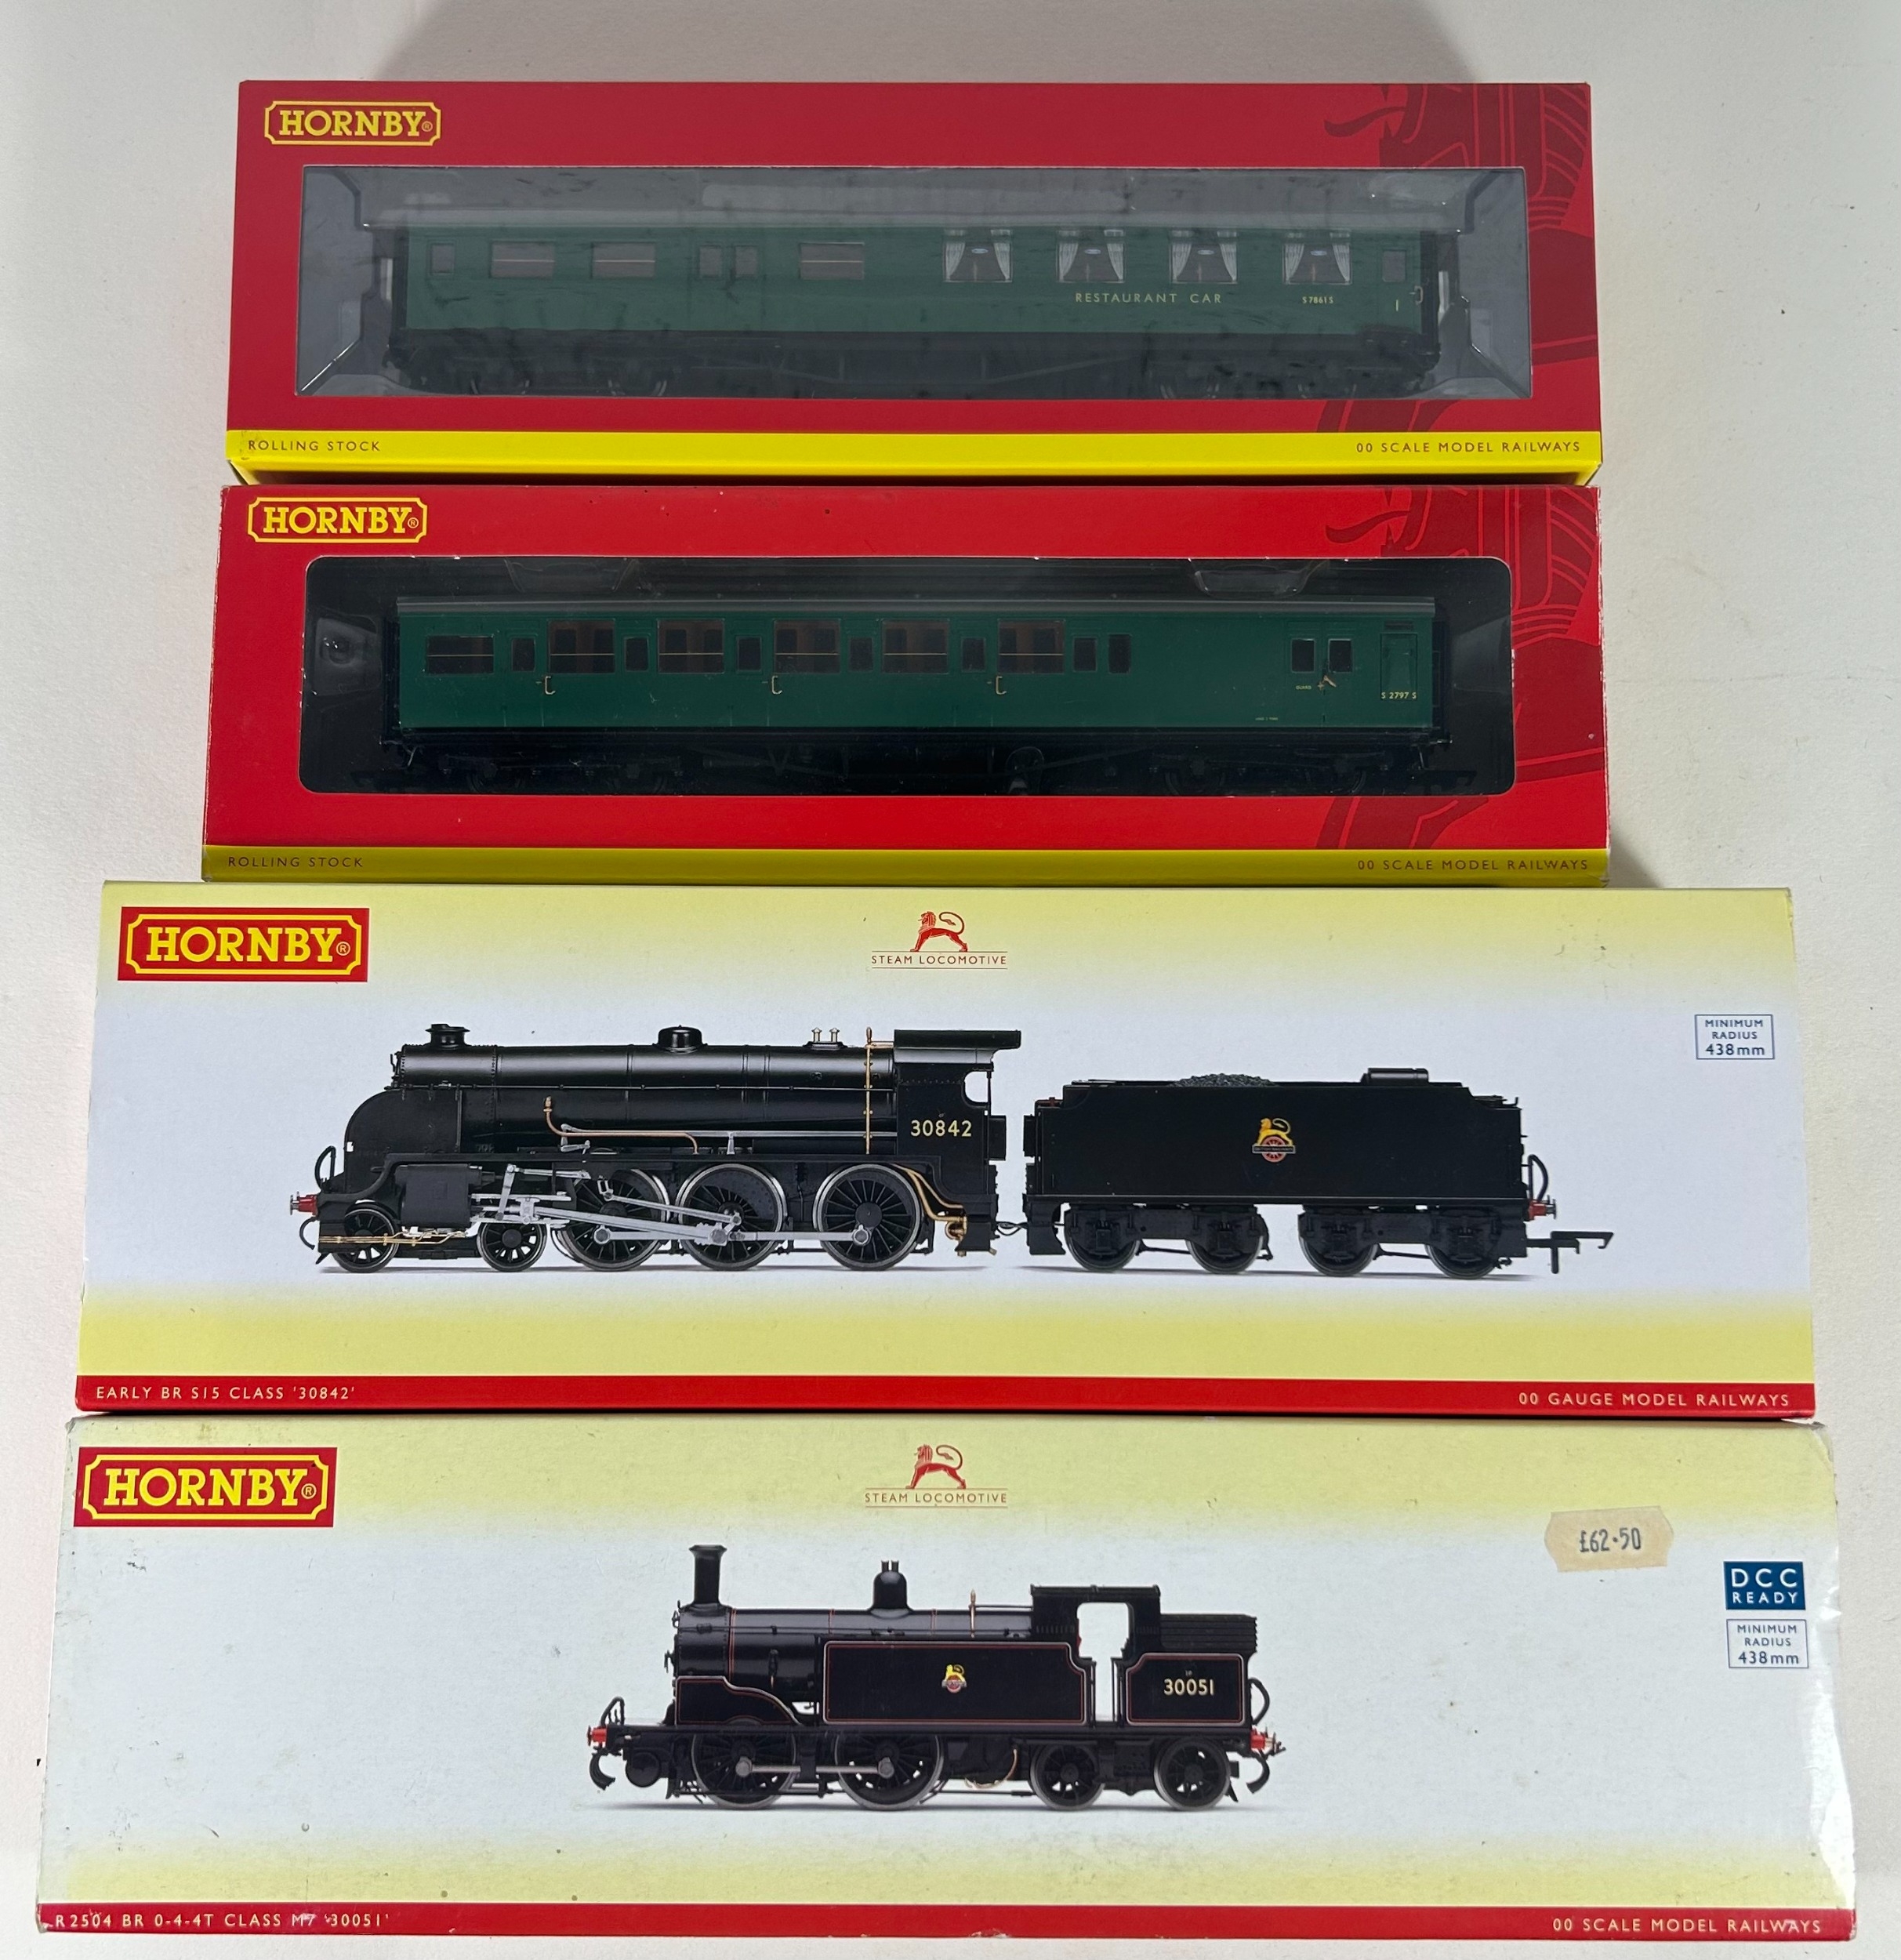 HORNBY®
RESTAURANT CAR
S 7861 S
1
ROLLING STOCK
00 SCALE MODEL RAILWAYS
HORNBY®
S 2797 S
ROLLING STOCK
00 SCALE MODEL RAILWAYS
HORNBY®
STEAM LOCOMOTIVE
MINIMUM
RADIUS
438mm
30842
EARLY BR S15 CLASS '30842'
00 GAUGE MODEL RAILWAYS
HORNBY®
STEAM LOCOMOTIVE
£62·50
DCC
READY
MINIMUM
RADIUS
438mm
30051
R2504 BR 0-4-4T CLASS M7 '30051'
00 SCALE MODEL RAILWAYS